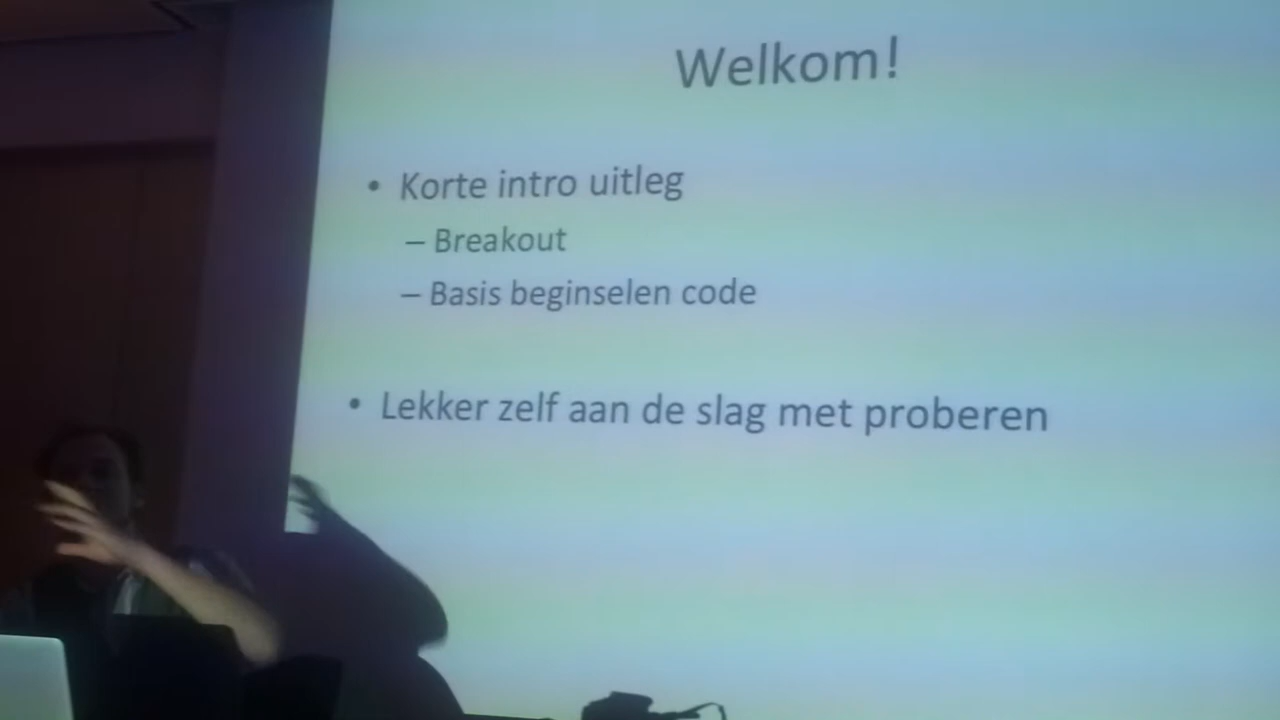 Welkom!
• Korte intro uitleg
– Breakout
– Basis beginselen code
• Lekker zelf aan de slag met proberen